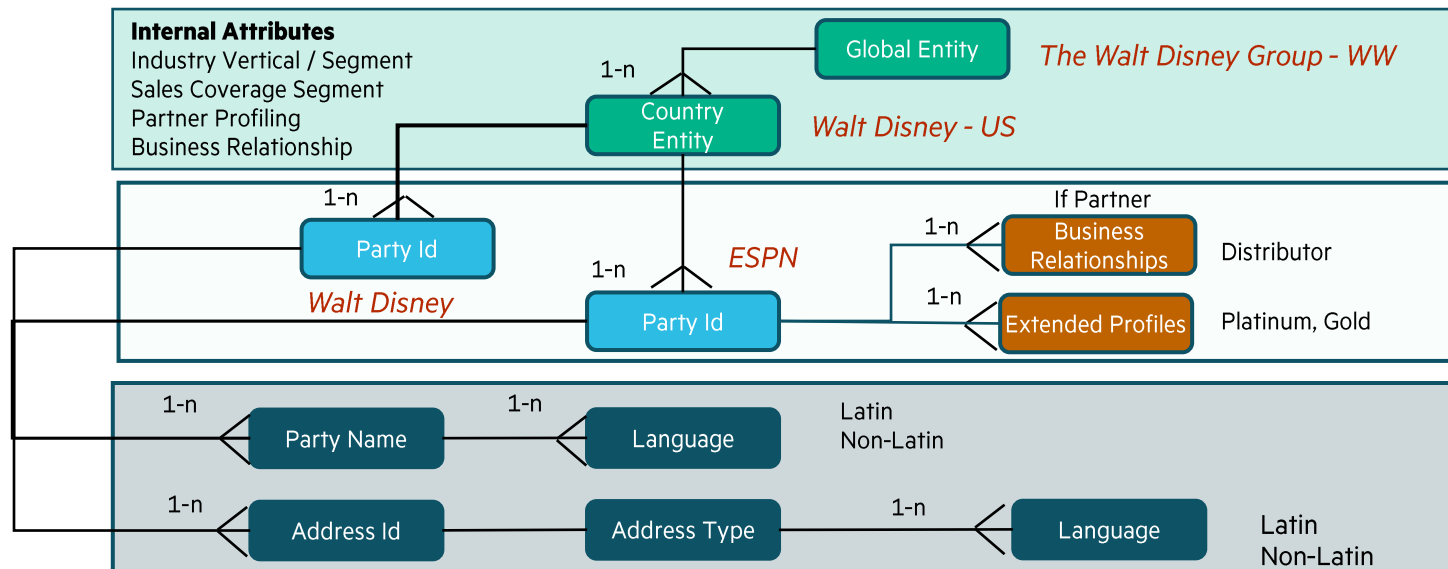 Internal Attributes
Industry Vertical / Segment
Sales Coverage Segment
Partner Profiling
Business Relationship
Global Entity
The Walt Disney Group - WW
1-n
Country
Entity
Walt Disney - US
1-n
Party Id
Walt Disney
1-n
ESPN
Party Id
If Partner
1-n
Business
Relationships
Distributor
1-n
Extended Profiles
Platinum, Gold
1-n
Party Name
1-n
Language
Latin
Non-Latin
1-n
Address Id
Address Type
1-n
Language
Latin
Non-Latin